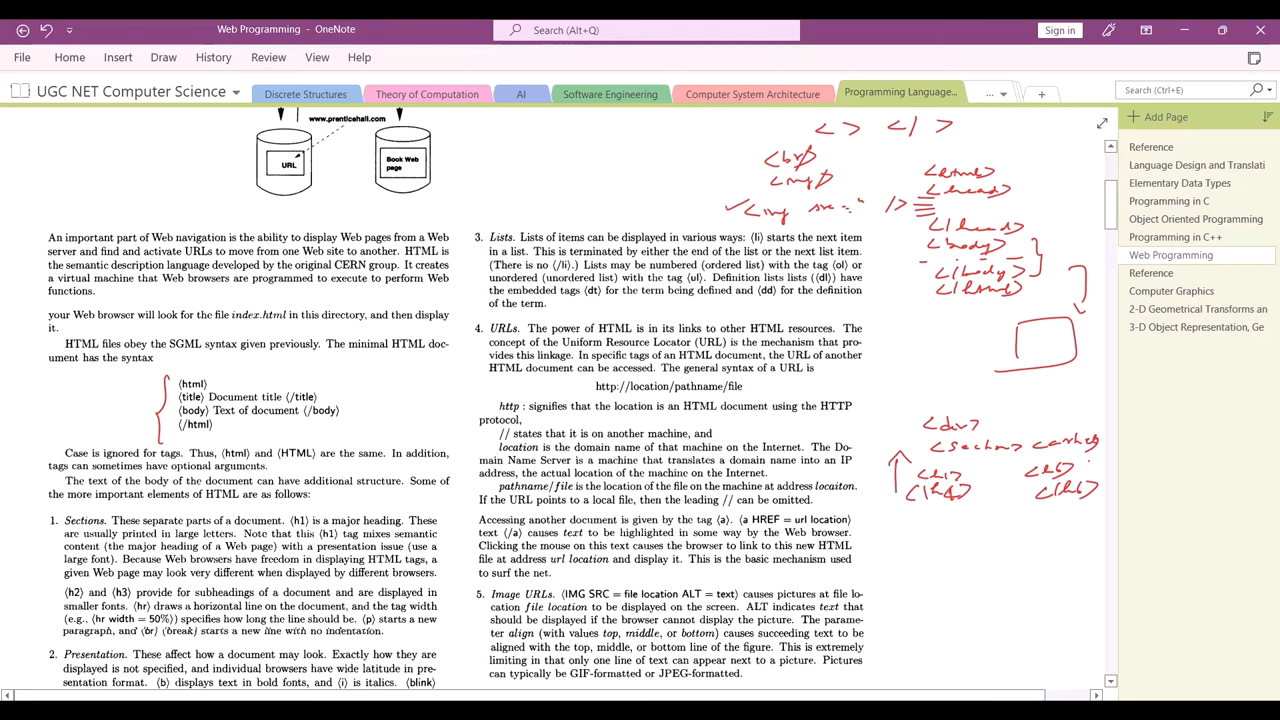 Web Programming - OneNote
Search (Alt+Q)
Sign in
File Home Insert Draw History Review View Help
UGC NET Computer Science
Discrete Structures
Theory of Computation
AI
Software Engineering
Computer System Architecture
Programming Language...
...
Search (Ctrl+E)
Add Page
Reference
Language Design and Translati
Elementary Data Types
Programming in C
Object Oriented Programming
Programming in C++
Web Programming
Reference
Computer Graphics
2-D Geometrical Transforms an
3-D Object Representation, Ge
www.prenticehall.com
URL
Book Web
page
An important part of Web navigation is the ability to display Web pages from a Web
server and find and activate URLs to move from one Web site to another. HTML is
the semantic description language developed by the original CERN group. It creates
a virtual machine that Web browsers are programmed to execute to perform Web
functions.
your Web browser will look for the file index.html in this directory, and then display
it.
HTML files obey the SGML syntax given previously. The minimal HTML doc-
ument has the syntax
⟨html⟩
⟨title⟩ Document title ⟨/title⟩
⟨body⟩ Text of document ⟨/body⟩
⟨/html⟩
Case is ignored for tags. Thus, ⟨html⟩ and ⟨HTML⟩ are the same. In addition,
tags can sometimes have optional arguments.
The text of the body of the document can have additional structure. Some of
the more important elements of HTML are as follows:
1. Sections. These separate parts of a document. ⟨h1⟩ is a major heading. These
are usually printed in large letters. Note that this ⟨h1⟩ tag mixes semantic
content (the major heading of a Web page) with a presentation issue (use a
large font). Because Web browsers have freedom in displaying HTML tags, a
given Web page may look very different when displayed by different browsers.
⟨h2⟩ and ⟨h3⟩ provide for subheadings of a document and are displayed in
smaller fonts. ⟨hr⟩ draws a horizontal line on the document, and the tag width
(e.g., ⟨hr width = 50%⟩) specifies how long the line should be. ⟨p⟩ starts a new
paragraph, and ⟨br⟩ (break) starts a new line with no indentation.
2. Presentation. These affect how a document may look. Exactly how they are
displayed is not specified, and individual browsers have wide latitude in pre-
sentation format. ⟨b⟩ displays text in bold fonts, and ⟨i⟩ is italics. ⟨blink⟩
3. Lists. Lists of items can be displayed in various ways: ⟨li⟩ starts the next item
in a list. This is terminated by either the end of the list or the next list item.
(There is no ⟨/li⟩.) Lists may be numbered (ordered list) with the tag ⟨ol⟩ or
unordered (unordered list) with the tag ⟨ul⟩. Definition lists (⟨dl⟩) have
the embedded tags ⟨dt⟩ for the term being defined and ⟨dd⟩ for the definition
of the term.
4. URLs. The power of HTML is in its links to other HTML resources. The
concept of the Uniform Resource Locator (URL) is the mechanism that pro-
vides this linkage. In specific tags of an HTML document, the URL of another
HTML document can be accessed. The general syntax of a URL is
http://location/pathname/file
http : signifies that the location is an HTML document using the HTTP
protocol,
// states that it is on another machine, and
location is the domain name of that machine on the Internet. The Do-
main Name Server is a machine that translates a domain name into an IP
address, the actual location of the machine on the Internet.
pathname/file is the location of the file on the machine at address locaiton.
If the URL points to a local file, then the leading // can be omitted.
Accessing another document is given by the tag ⟨a⟩. ⟨a HREF = url location⟩
text ⟨/a⟩ causes text to be highlighted in some way by the Web browser.
Clicking the mouse on this text causes the browser to link to this new HTML
file at address url location and display it. This is the basic mechanism used
to surf the net.
5. Image URLs. ⟨IMG SRC = file location ALT = text⟩ causes pictures at file lo-
cation file location to be displayed on the screen. ALT indicates text that
should be displayed if the browser cannot display the picture. The parame-
ter align (with values top, middle, or bottom) causes succeeding text to be
aligned with the top, middle, or bottom line of the figure. This is extremely
limiting in that only one line of text can appear next to a picture. Pictures
can typically be GIF-formatted or JPEG-formatted.
< > </ >
<br>
<img>
<img src = " " />
<html>
<head>
</head>
<body>
</body>
</html>
<div>
<section>
<h1> <h6>
</h6>